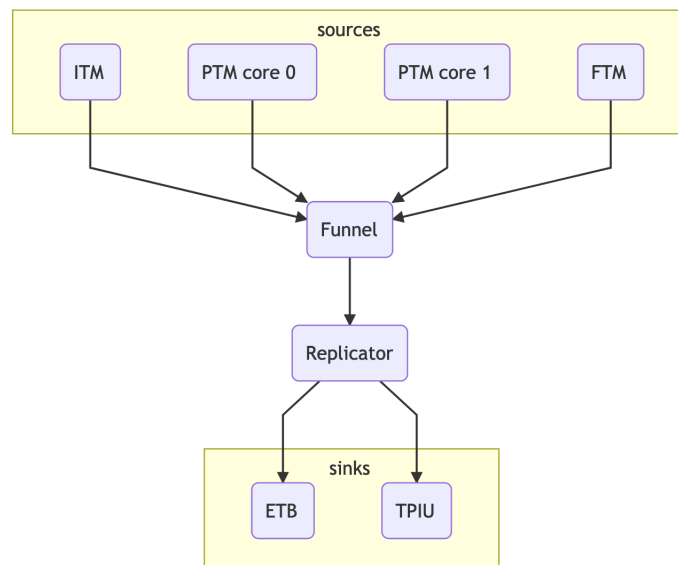 sources
ITM
PTM core 0
PTM core 1
FTM
Funnel
Replicator
sinks
ETB
TPIU